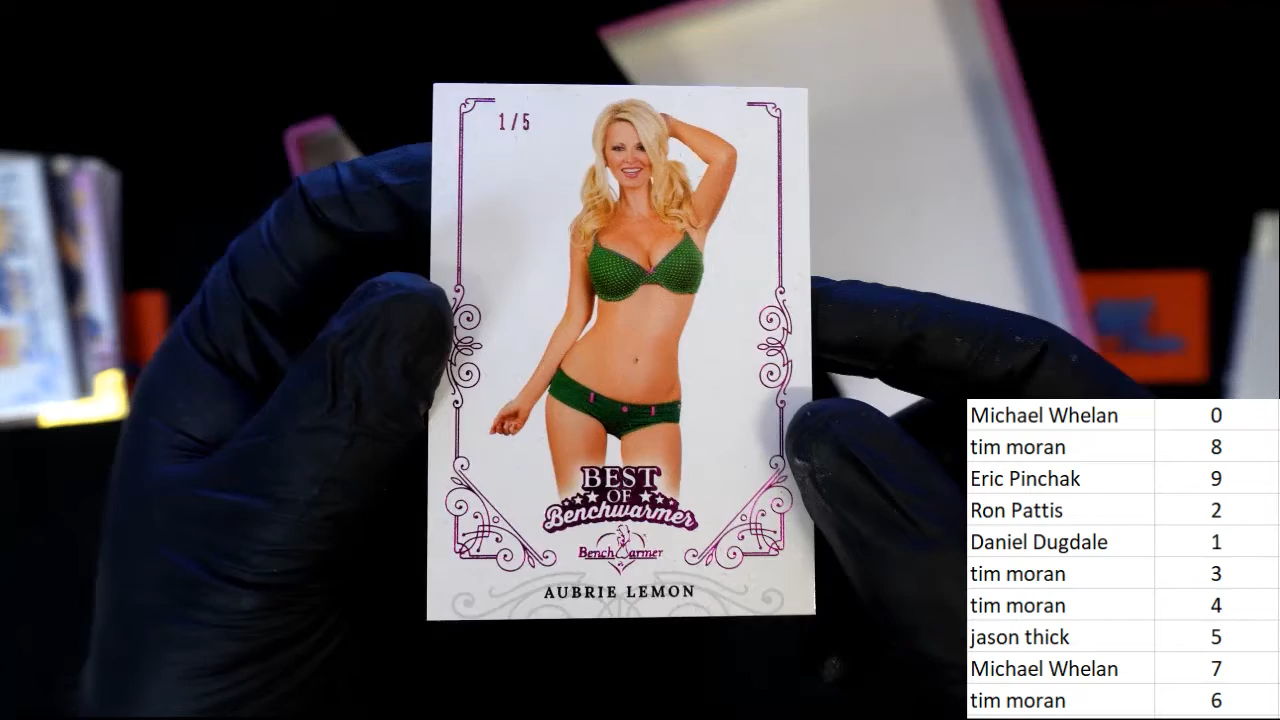 1/5
BEST
OF
Benchwarmer
BenchWarmer
AUBRIE LEMON
Michael Whelan 0
tim moran 8
Eric Pinchak 9
Ron Pattis 2
Daniel Dugdale 1
tim moran 3
tim moran 4
jason thick 5
Michael Whelan 7
tim moran 6